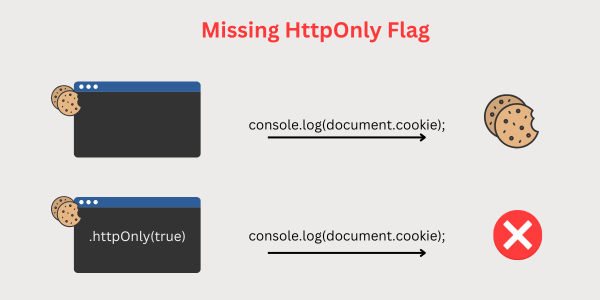 Missing HttpOnly Flag
console.log(document.cookie);
.httpOnly(true)
console.log(document.cookie);